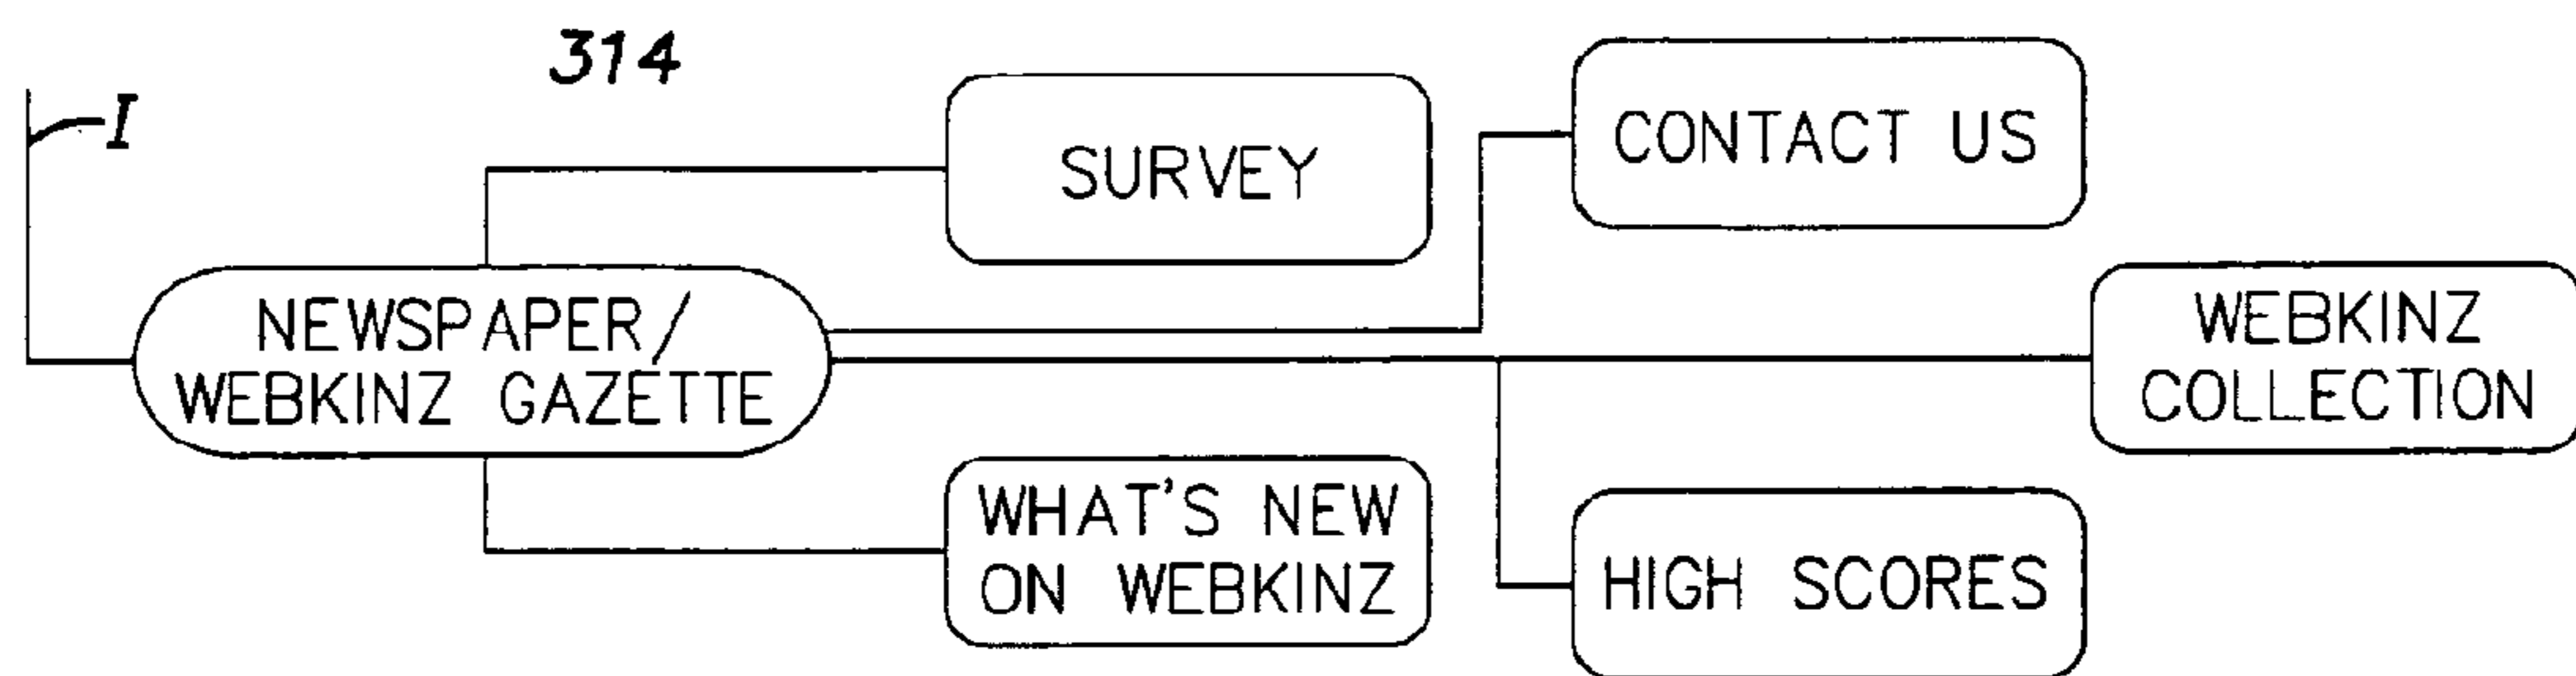 314
I
SURVEY
CONTACT US
NEWSPAPER/
WEBKINZ GAZETTE
WEBKINZ
COLLECTION
WHAT'S NEW
ON WEBKINZ
HIGH SCORES